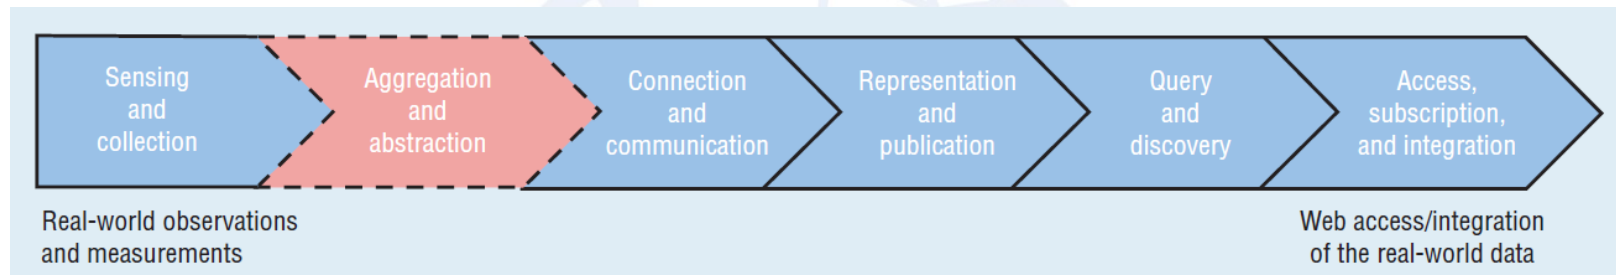 Sensing
and
collection
Aggregation
and
abstraction
Connection
and
communication
Representation
and
publication
Query
and
discovery
Access,
subscription,
and integration
Real-world observations
and measurements
Web access/integration
of the real-world data